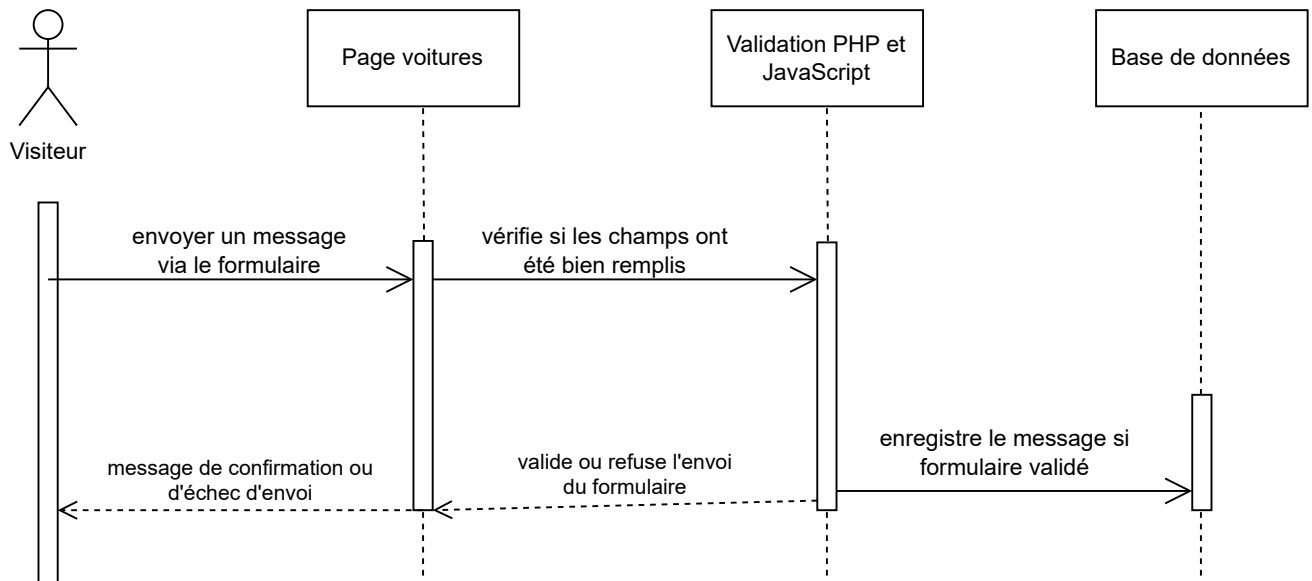 Page voitures
Validation PHP et
JavaScript
Base de données
Visiteur
envoyer un message
via le formulaire
vérifie si les champs ont
été bien remplis
enregistre le message si
formulaire validé
message de confirmation ou
d'échec d'envoi
valide ou refuse l'envoi
du formulaire